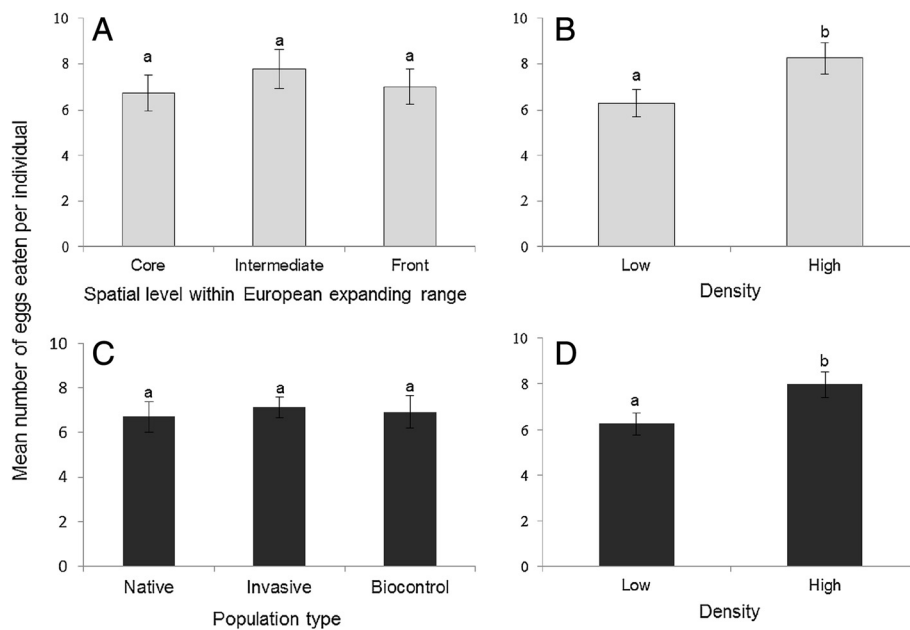 Mean number of eggs eaten per individual
A
10
8
6
4
2
0
a
a
a
Core Intermediate Front
Spatial level within European expanding range
B
10
8
6
4
2
0
a
b
Low High
Density
C
10
8
6
4
2
0
a
a
a
Native Invasive Biocontrol
Population type
D
10
8
6
4
2
0
a
b
Low High
Density